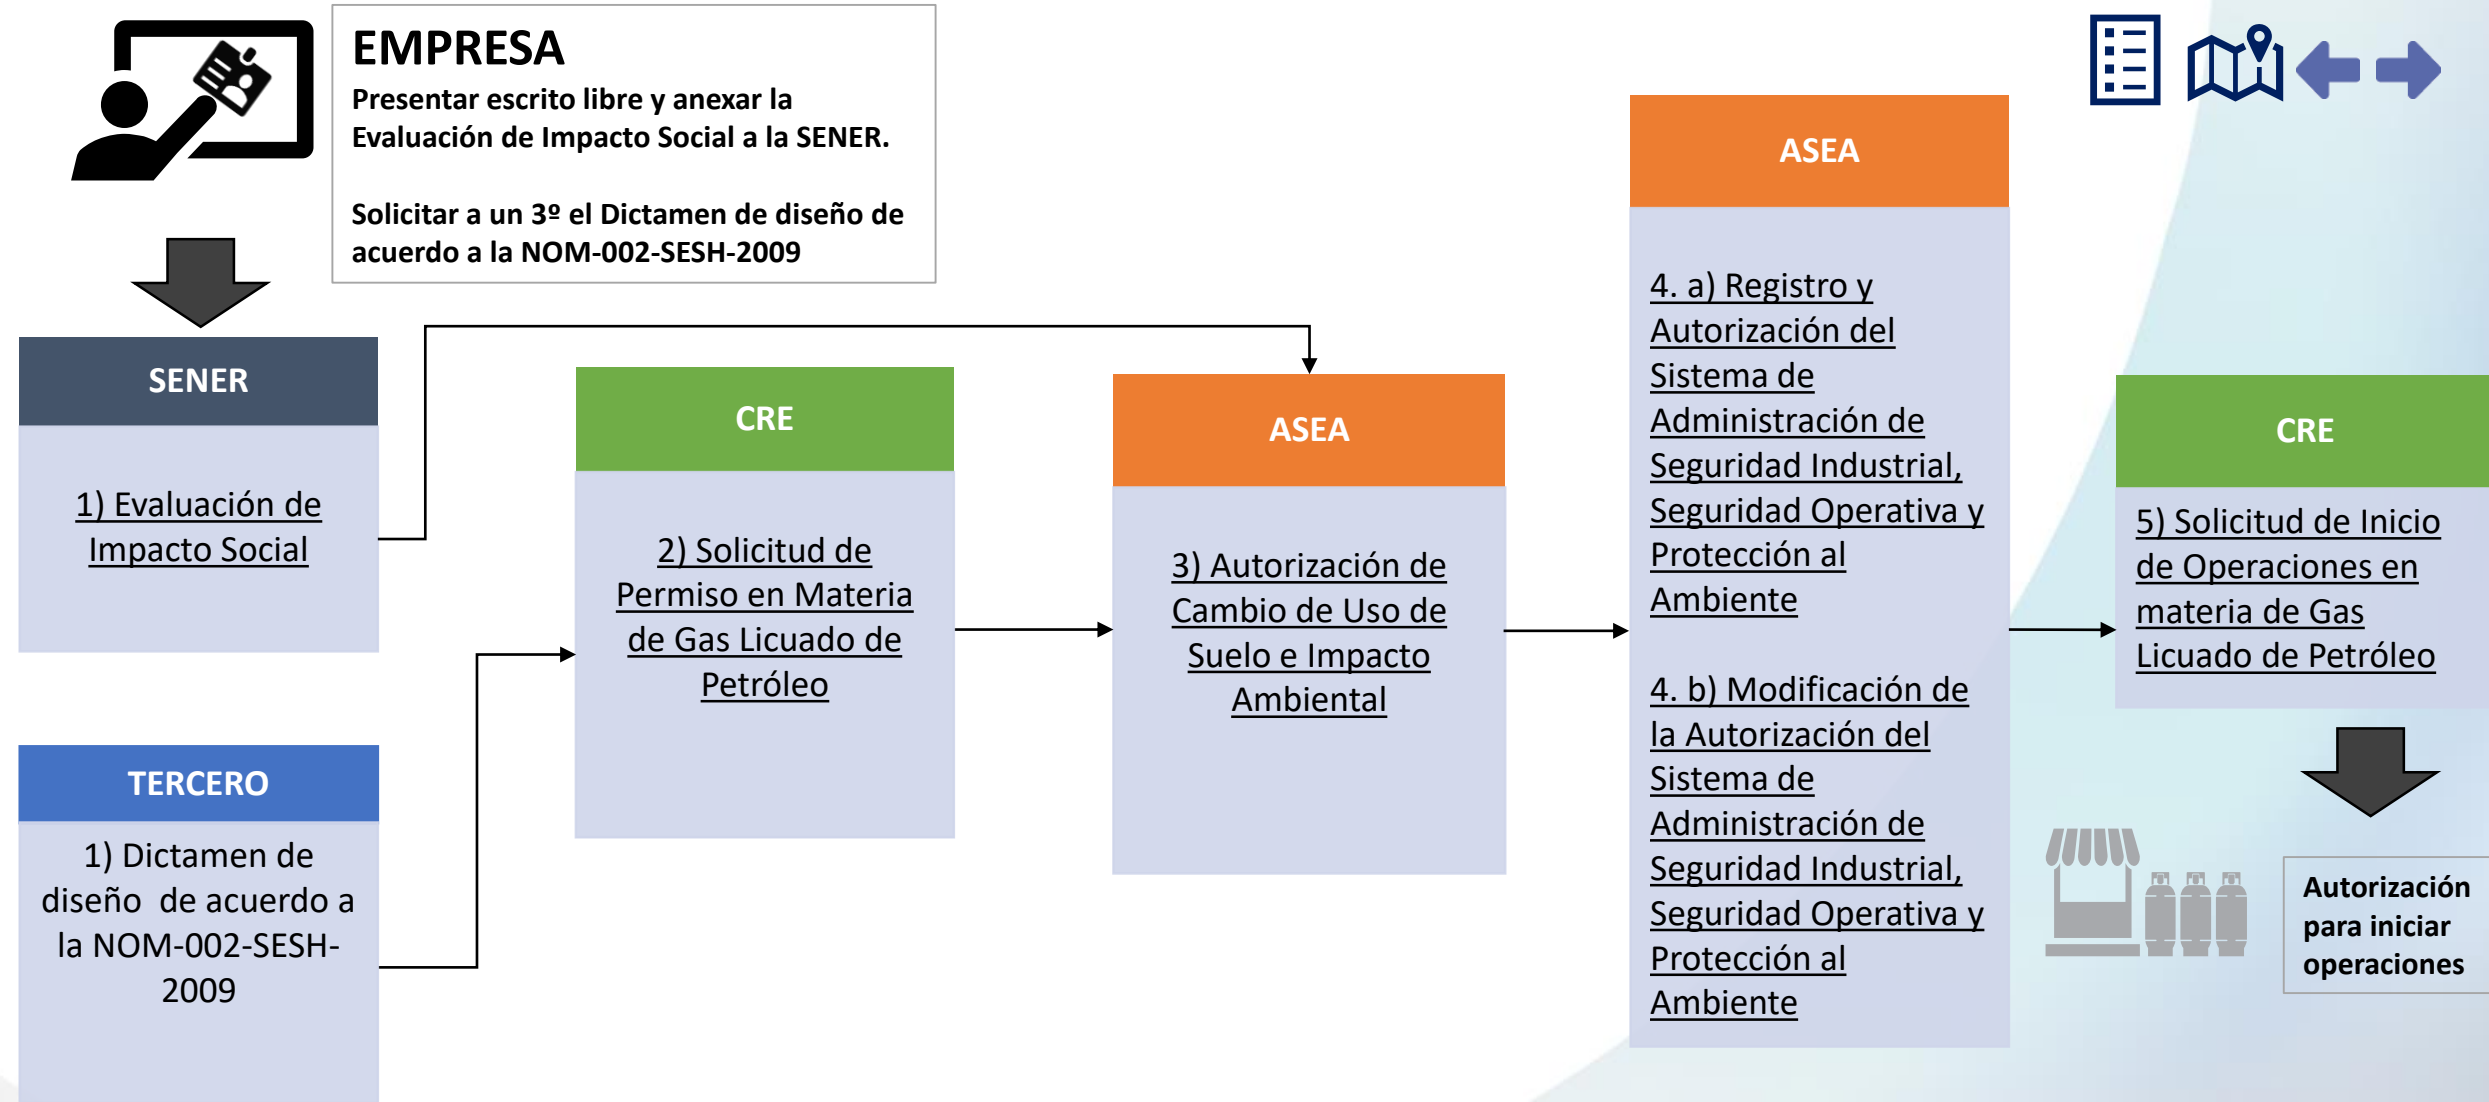 EMPRESA
Presentar escrito libre y anexar la
Evaluación de Impacto Social a la SENER.
Solicitar a un 3º el Dictamen de diseño de
acuerdo a la NOM-002-SESH-2009
SENER
1) Evaluación de
Impacto Social
TERCERO
1) Dictamen de
diseño  de acuerdo a
la NOM-002-SESH-
2009
CRE
2) Solicitud de
Permiso en Materia
de Gas Licuado de
Petróleo
ASEA
3) Autorización de
Cambio de Uso de
Suelo e Impacto
Ambiental
ASEA
4. a) Registro y
Autorización del
Sistema de
Administración de
Seguridad Industrial,
Seguridad Operativa y
Protección al
Ambiente
4. b) Modificación de
la Autorización del
Sistema de
Administración de
Seguridad Industrial,
Seguridad Operativa y
Protección al
Ambiente
CRE
5) Solicitud de Inicio
de Operaciones en
materia de Gas
Licuado de Petróleo
Autorización
para iniciar
operaciones